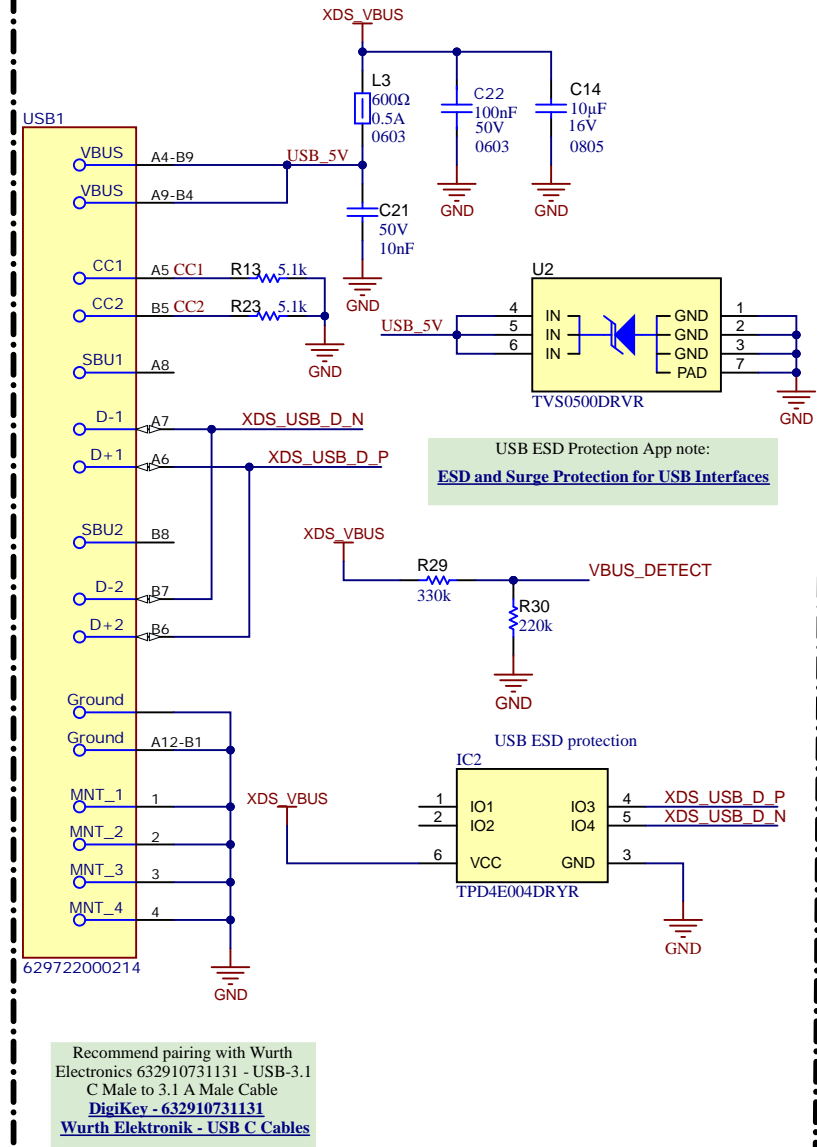 XDS_VBUS
L3
600Ω
0.5A
0603
C22
100nF
50V
0603
C14
10µF
16V
0805
GND
GND
USB1
VBUS A4-B9
USB_5V
VBUS A9-B4
C21
50V
10nF
GND
CC1 A5 CC1 R13 5.1k
CC2 B5 CC2 R23 5.1k
GND
SBU1 A8
D-1 A7 XDS_USB_D_N
D+1 A6 XDS_USB_D_P
SBU2 B8
D-2 B7
D+2 B6
Ground
Ground A12-B1
MNT_1 1
MNT_2 2
MNT_3 3
MNT_4 4
629722000214
GND
U2
USB_5V
4 IN GND 1
5 IN GND 2
6 IN GND 3
PAD 7
TVS0500DRVR
GND
USB ESD Protection App note:
ESD and Surge Protection for USB Interfaces
XDS_VBUS
R29
330k
VBUS_DETECT
R30
220k
GND
USB ESD protection
IC2
XDS_VBUS
1 IO1 IO3 4 XDS_USB_D_P
2 IO2 IO4 5 XDS_USB_D_N
6 VCC GND 3
TPD4E004DRYR
GND
Recommend pairing with Wurth
Electronics 632910731131 - USB-3.1
C Male to 3.1 A Male Cable
DigiKey - 632910731131
Wurth Elektronik - USB C Cables